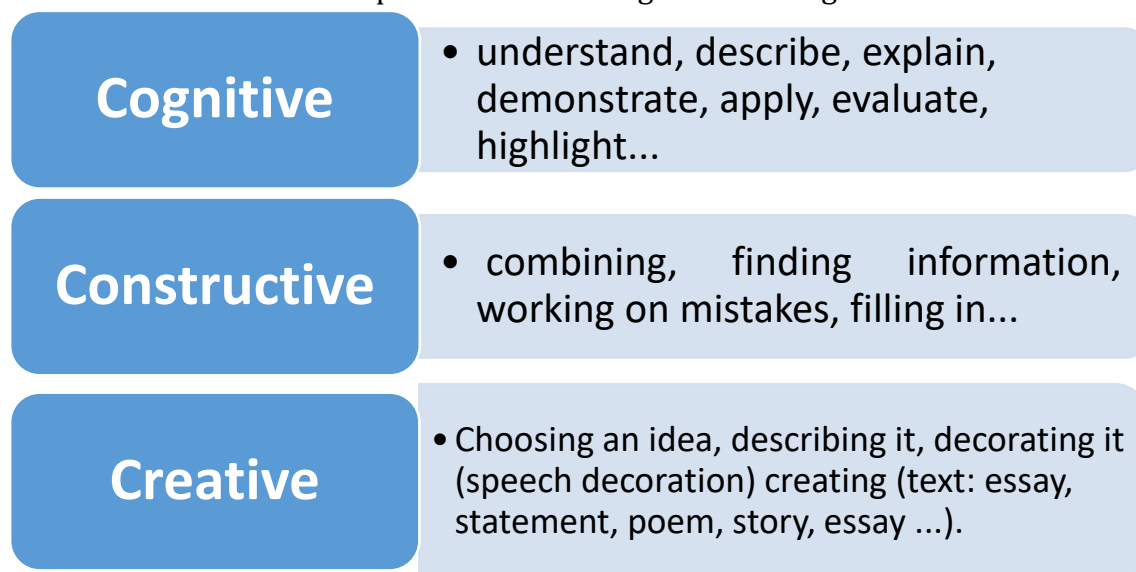 Cognitive
• understand, describe, explain,
demonstrate, apply, evaluate,
highlight...
Constructive
• combining, finding information,
working on mistakes, filling in...
Creative
• Choosing an idea, describing it, decorating it
(speech decoration) creating (text: essay,
statement, poem, story, essay ...).